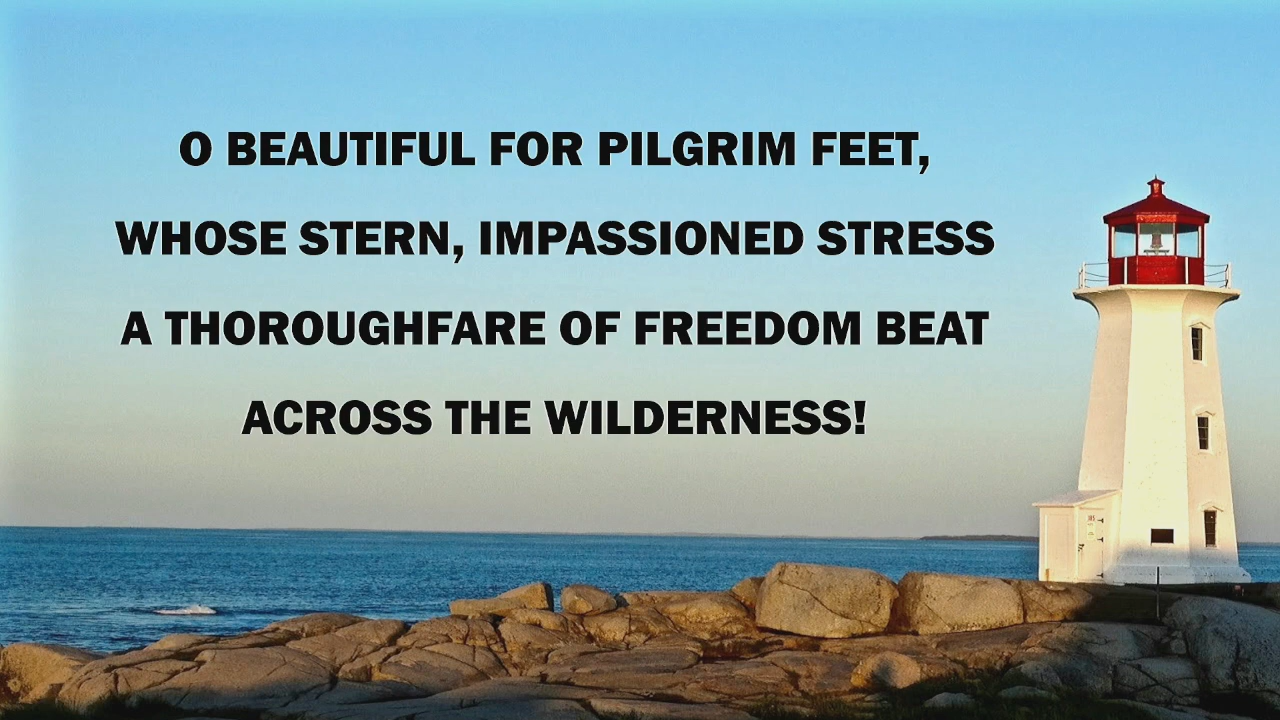 O BEAUTIFUL FOR PILGRIM FEET,
WHOSE STERN, IMPASSIONED STRESS
A THOROUGHFARE OF FREEDOM BEAT
ACROSS THE WILDERNESS!